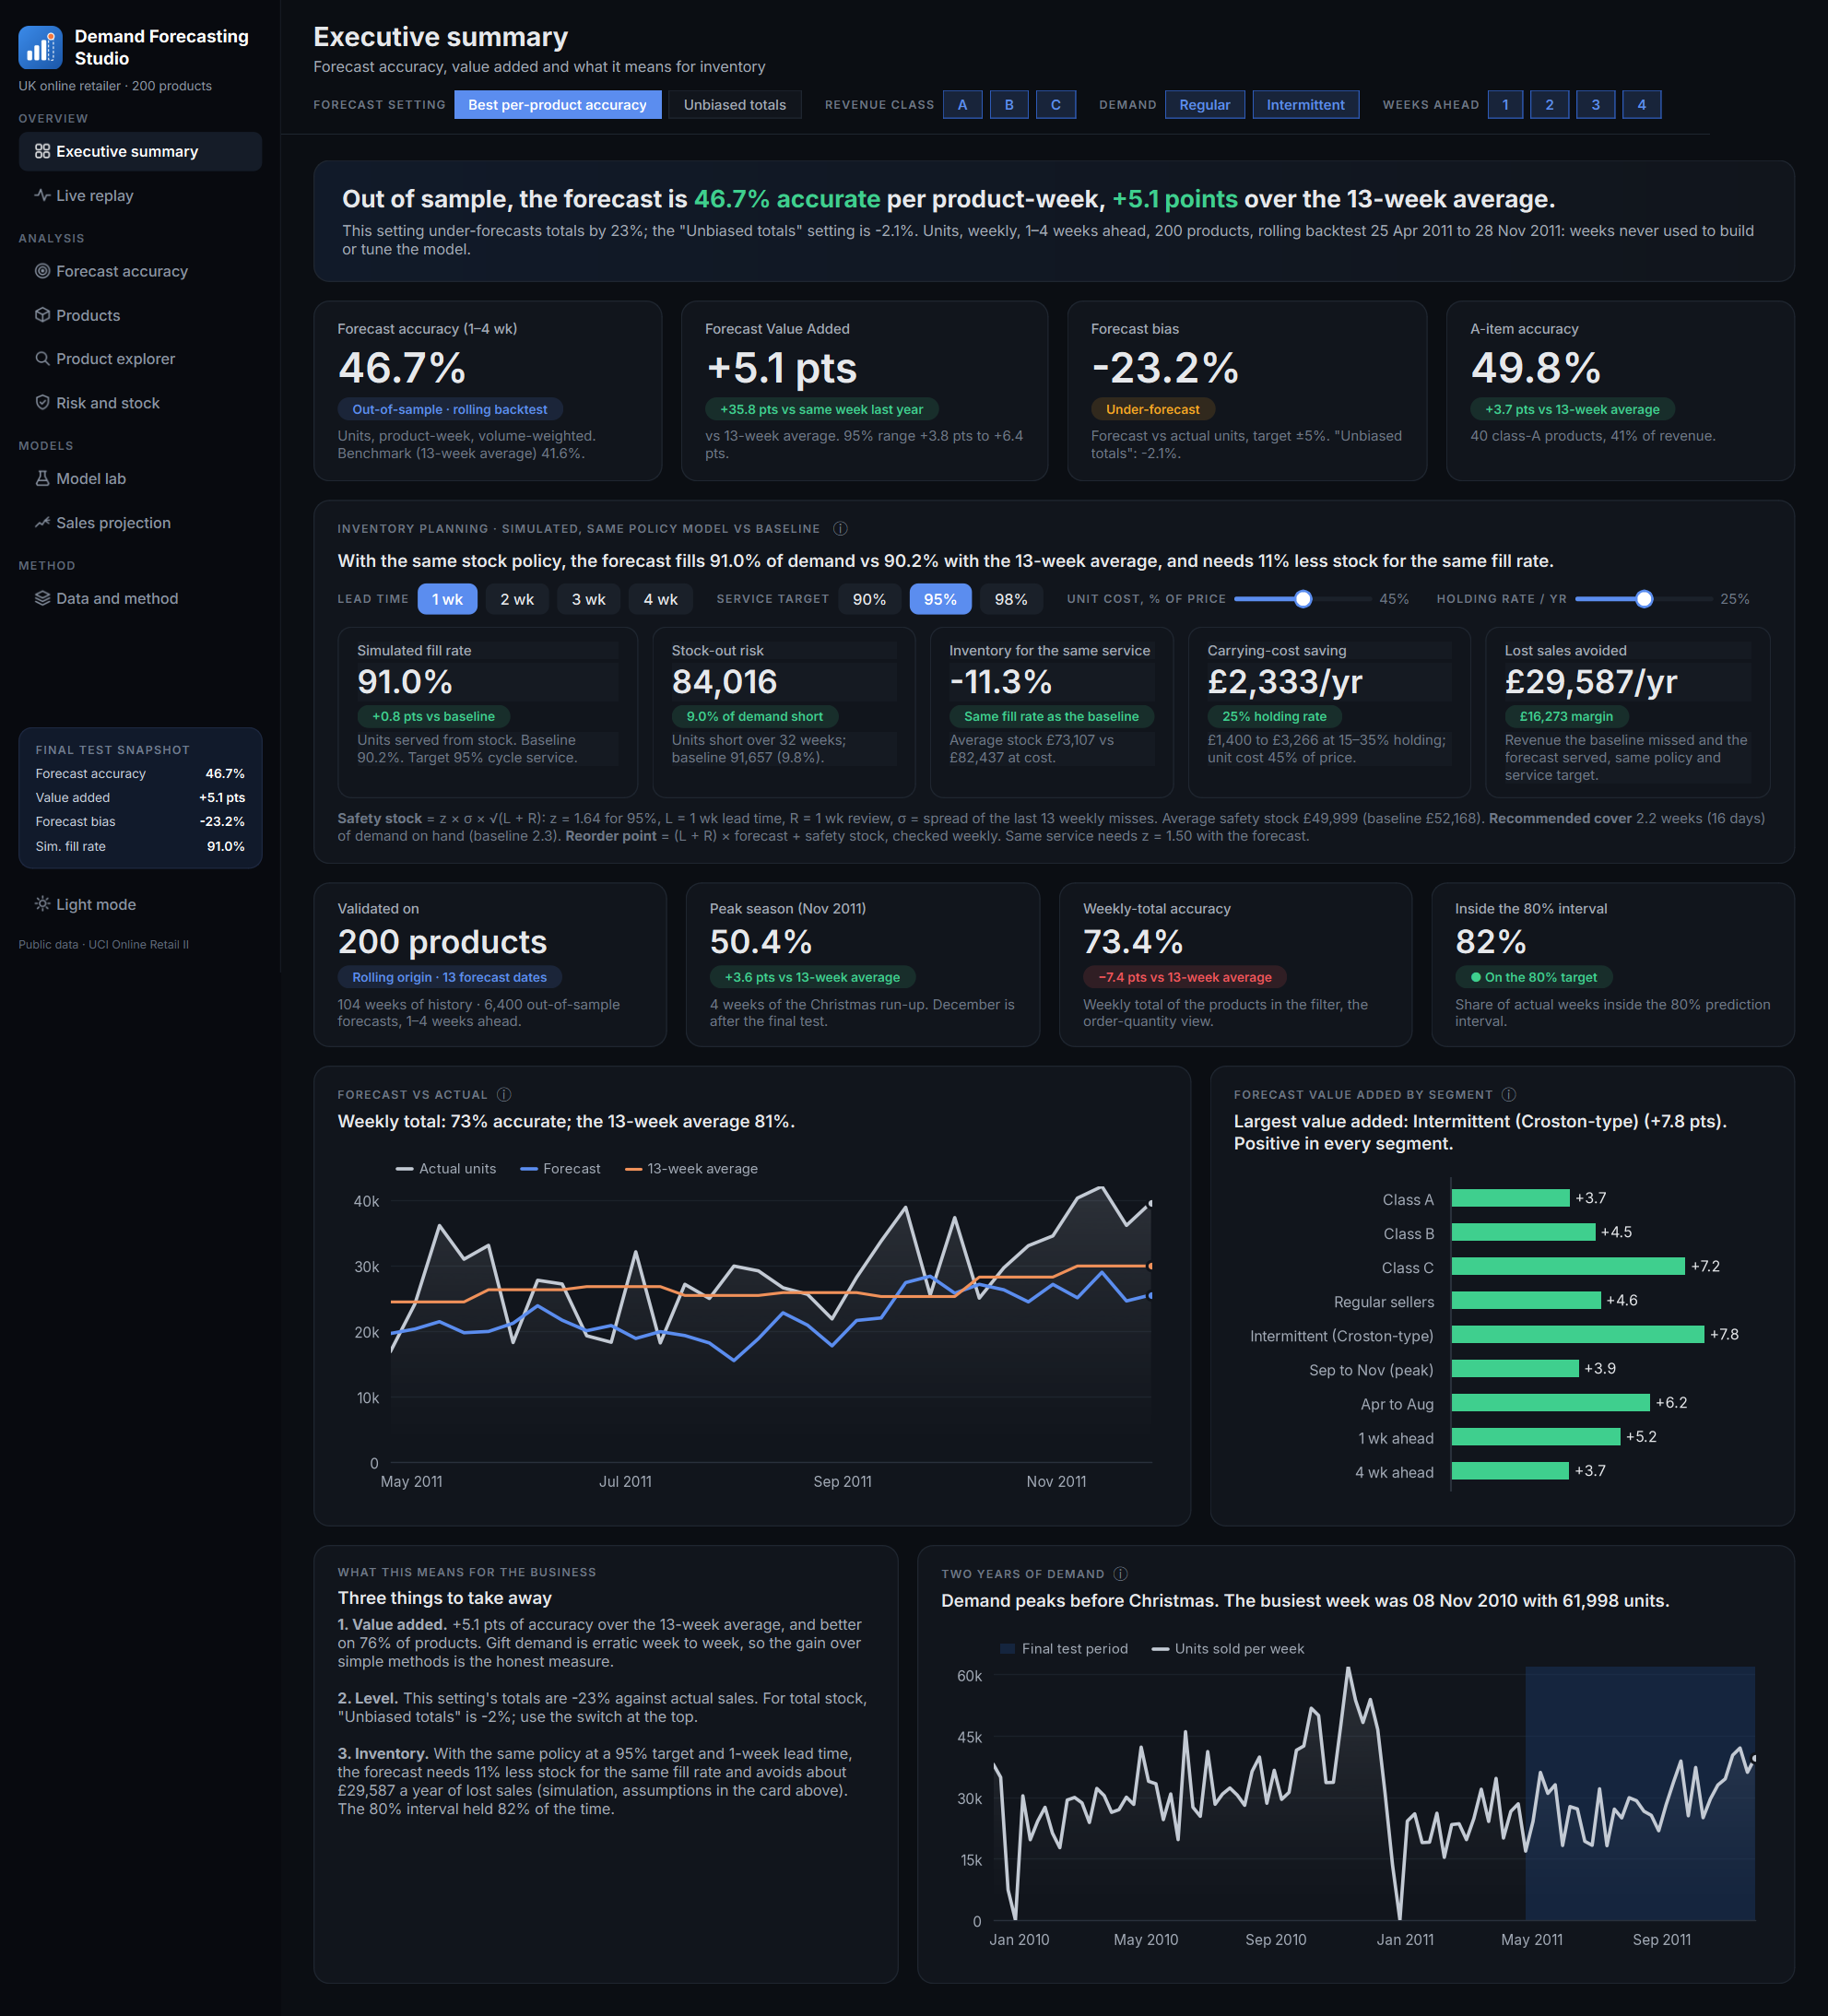 Demand Forecasting
Studio
UK online retailer · 200 products
OVERVIEW
Executive summary
Live replay
ANALYSIS
Forecast accuracy
Products
Product explorer
Risk and stock
MODELS
Model lab
Sales projection
METHOD
Data and method
FINAL TEST SNAPSHOT
Forecast accuracy 46.7%
Value added +5.1 pts
Forecast bias -23.2%
Sim. fill rate 91.0%
Light mode
Public data · UCI Online Retail II
Executive summary
Forecast accuracy, value added and what it means for inventory
FORECAST SETTING Best per-product accuracy Unbiased totals REVENUE CLASS A B C DEMAND Regular Intermittent WEEKS AHEAD 1 2 3 4
Out of sample, the forecast is 46.7% accurate per product-week, +5.1 points over the 13-week average.
This setting under-forecasts totals by 23%; the "Unbiased totals" setting is -2.1%. Units, weekly, 1–4 weeks ahead, 200 products, rolling backtest 25 Apr 2011 to 28 Nov 2011: weeks never used to build
or tune the model.
Forecast accuracy (1–4 wk)
46.7%
Out-of-sample · rolling backtest
Units, product-week, volume-weighted.
Benchmark (13-week average) 41.6%.
Forecast Value Added
+5.1 pts
+35.8 pts vs same week last year
vs 13-week average. 95% range +3.8 pts to +6.4
pts.
Forecast bias
-23.2%
Under-forecast
Forecast vs actual units, target ±5%. "Unbiased
totals": -2.1%.
A-item accuracy
49.8%
+3.7 pts vs 13-week average
40 class-A products, 41% of revenue.
INVENTORY PLANNING · SIMULATED, SAME POLICY MODEL VS BASELINE ⓘ
With the same stock policy, the forecast fills 91.0% of demand vs 90.2% with the 13-week average, and needs 11% less stock for the same fill rate.
LEAD TIME 1 wk 2 wk 3 wk 4 wk SERVICE TARGET 90% 95% 98% UNIT COST, % OF PRICE 45% HOLDING RATE / YR 25%
Simulated fill rate
91.0%
+0.8 pts vs baseline
Units served from stock. Baseline
90.2%. Target 95% cycle service.
Stock-out risk
84,016
9.0% of demand short
Units short over 32 weeks;
baseline 91,657 (9.8%).
Inventory for the same service
-11.3%
Same fill rate as the baseline
Average stock £73,107 vs
£82,437 at cost.
Carrying-cost saving
£2,333/yr
25% holding rate
£1,400 to £3,266 at 15–35% holding;
unit cost 45% of price.
Lost sales avoided
£29,587/yr
£16,273 margin
Revenue the baseline missed and the
forecast served, same policy and
service target.
Safety stock = z × σ × √(L + R): z = 1.64 for 95%, L = 1 wk lead time, R = 1 wk review, σ = spread of the last 13 weekly misses. Average safety stock £49,999 (baseline £52,168). Recommended cover 2.2 weeks (16 days)
of demand on hand (baseline 2.3). Reorder point = (L + R) × forecast + safety stock, checked weekly. Same service needs z = 1.50 with the forecast.
Validated on
200 products
Rolling origin · 13 forecast dates
104 weeks of history · 6,400 out-of-sample
forecasts, 1–4 weeks ahead.
Peak season (Nov 2011)
50.4%
+3.6 pts vs 13-week average
4 weeks of the Christmas run-up. December is
after the final test.
Weekly-total accuracy
73.4%
−7.4 pts vs 13-week average
Weekly total of the products in the filter, the
order-quantity view.
Inside the 80% interval
82%
● On the 80% target
Share of actual weeks inside the 80% prediction
interval.
FORECAST VS ACTUAL ⓘ
Weekly total: 73% accurate; the 13-week average 81%.
Actual units Forecast 13-week average
40k
30k
20k
10k
0
May 2011 Jul 2011 Sep 2011 Nov 2011
FORECAST VALUE ADDED BY SEGMENT ⓘ
Largest value added: Intermittent (Croston-type) (+7.8 pts).
Positive in every segment.
Class A +3.7
Class B +4.5
Class C +7.2
Regular sellers +4.6
Intermittent (Croston-type) +7.8
Sep to Nov (peak) +3.9
Apr to Aug +6.2
1 wk ahead +5.2
4 wk ahead +3.7
WHAT THIS MEANS FOR THE BUSINESS
Three things to take away
1. Value added. +5.1 pts of accuracy over the 13-week average, and better
on 76% of products. Gift demand is erratic week to week, so the gain over
simple methods is the honest measure.
2. Level. This setting's totals are -23% against actual sales. For total stock,
"Unbiased totals" is -2%; use the switch at the top.
3. Inventory. With the same policy at a 95% target and 1-week lead time,
the forecast needs 11% less stock for the same fill rate and avoids about
£29,587 a year of lost sales (simulation, assumptions in the card above).
The 80% interval held 82% of the time.
TWO YEARS OF DEMAND ⓘ
Demand peaks before Christmas. The busiest week was 08 Nov 2010 with 61,998 units.
Final test period Units sold per week
60k
45k
30k
15k
0
Jan 2010 May 2010 Sep 2010 Jan 2011 May 2011 Sep 2011